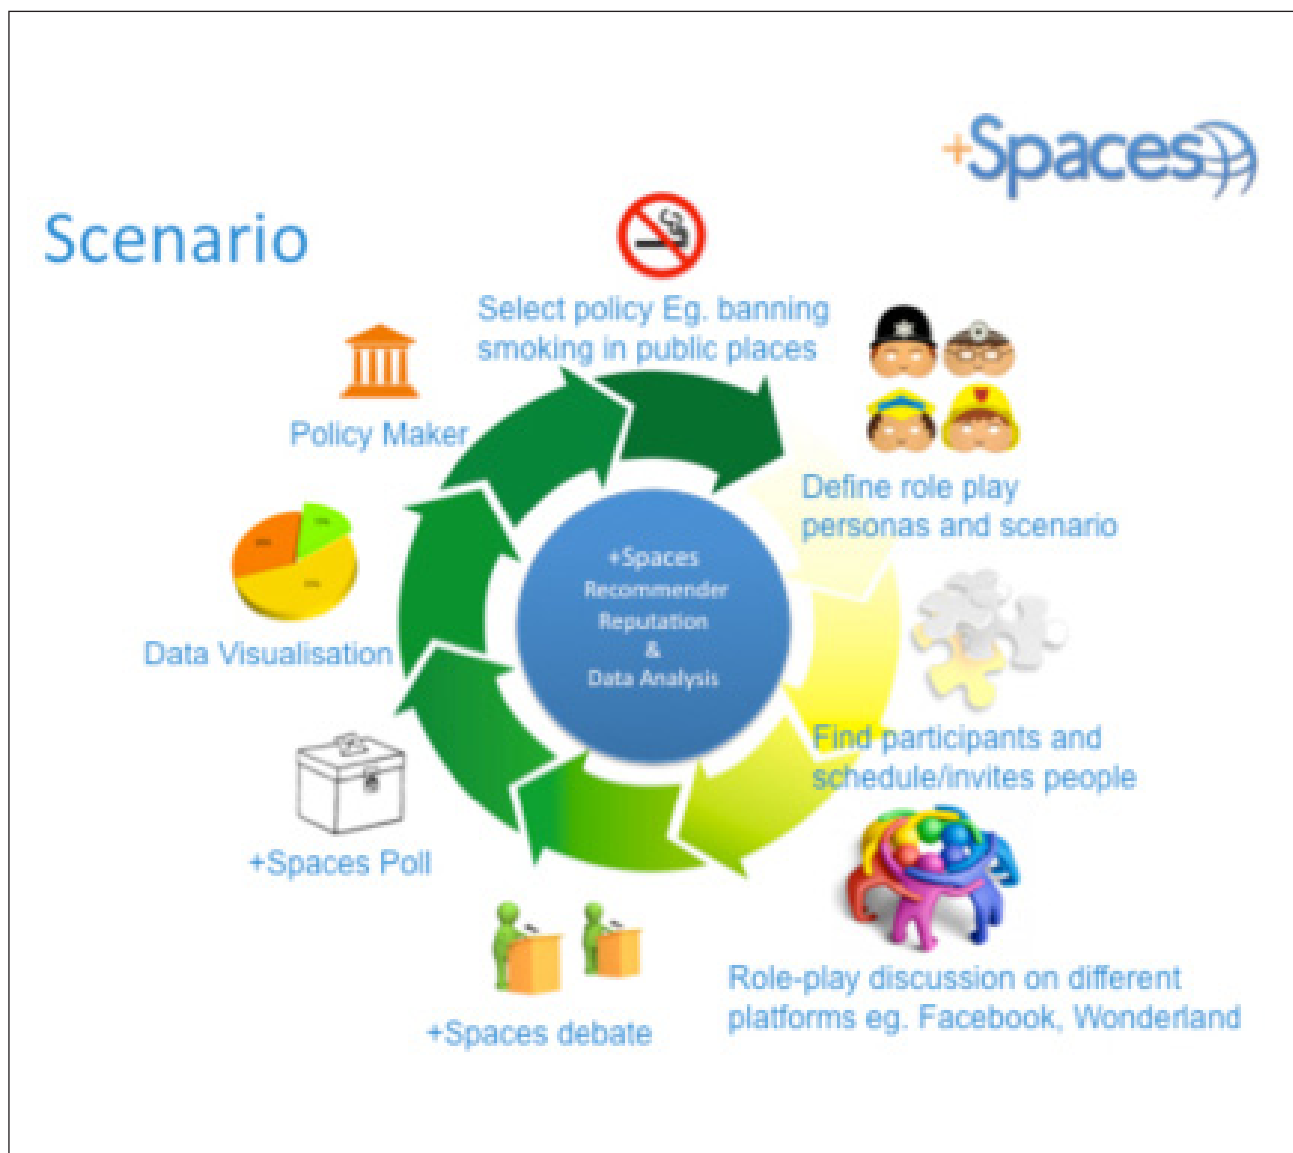 +Spaces
Scenario
Select policy Eg. banning
smoking in public places
Define role play
personas and scenario
Find participants and
schedule/invites people
Role-play discussion on different
platforms eg. Facebook, Wonderland
+Spaces debate
+Spaces Poll
Data Visualisation
Policy Maker
+Spaces
Recommender
Reputation
&
Data Analysis